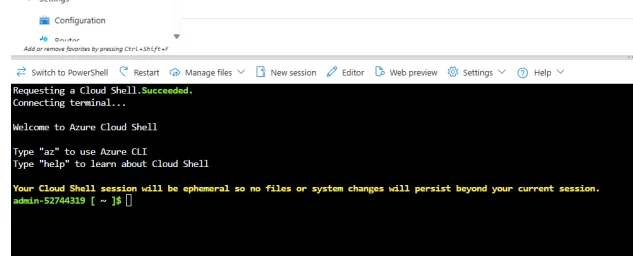 Settings
Configuration
Router
Add or remove favorites by pressing Ctrl+Shift+F
Switch to PowerShell Restart Manage files New session Editor Web preview Settings Help
Requesting a Cloud Shell.Succeeded.
Connecting terminal...
Welcome to Azure Cloud Shell
Type "az" to use Azure CLI
Type "help" to learn about Cloud Shell
Your Cloud Shell session will be ephemeral so no files or system changes will persist beyond your current session.
admin-52744319 [ ~ ]$